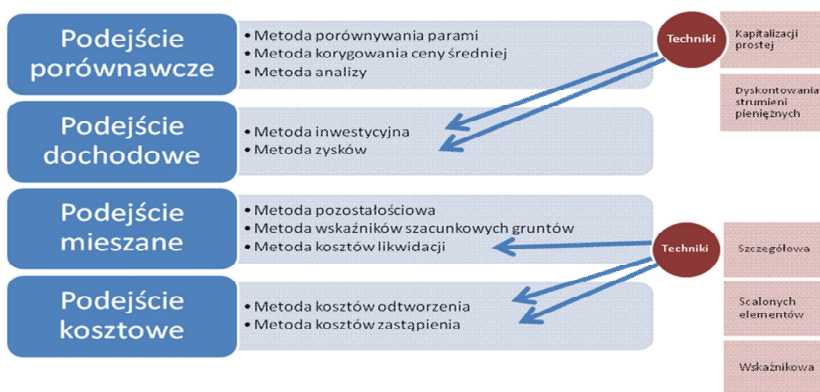 Podejście
porównawcze
• Metoda porównywania parami
• Metoda korygowania ceny średniej
• Metoda analizy
Techniki
Kapitalizacji
prostej
Dyskontowania
strumieni
pieniężnych
Podejście
dochodowe
• Metoda inwestycyjna
• Metoda zysków
Podejście
mieszane
• Metoda pozostałościowa
• Metoda wskaźników szacunkowych gruntów
• Metoda kosztów likwidacji
Techniki
Szczegółowa
Scalonych
elementów
Wskaźnikowa
Podejście
kosztowe
• Metoda kosztów odtworzenia
• Metoda kosztów zastąpienia